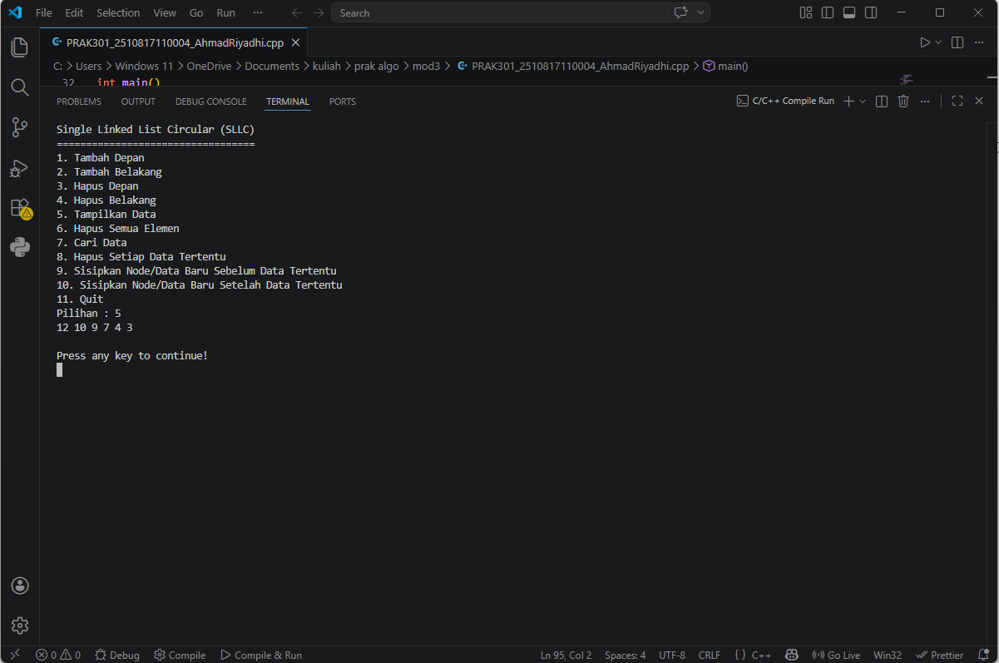 File Edit Selection View Go Run ··· Search
PRAK301_2510817110004_AhmadRiyadhi.cpp
C: > Users > Windows 11 > OneDrive > Documents > kuliah > prak algo > mod3 > PRAK301_2510817110004_AhmadRiyadhi.cpp > main()
32 int main()
PROBLEMS OUTPUT DEBUG CONSOLE TERMINAL PORTS C/C++ Compile Run
Single Linked List Circular (SLLC)
==================================
1. Tambah Depan
2. Tambah Belakang
3. Hapus Depan
4. Hapus Belakang
5. Tampilkan Data
6. Hapus Semua Elemen
7. Cari Data
8. Hapus Setiap Data Tertentu
9. Sisipkan Node/Data Baru Sebelum Data Tertentu
10. Sisipkan Node/Data Baru Setelah Data Tertentu
11. Quit
Pilihan : 5
12 10 9 7 4 3
Press any key to continue!
0 0 Debug Compile Compile & Run Ln 95, Col 2 Spaces: 4 UTF-8 CRLF { } C++ Go Live Win32 Prettier